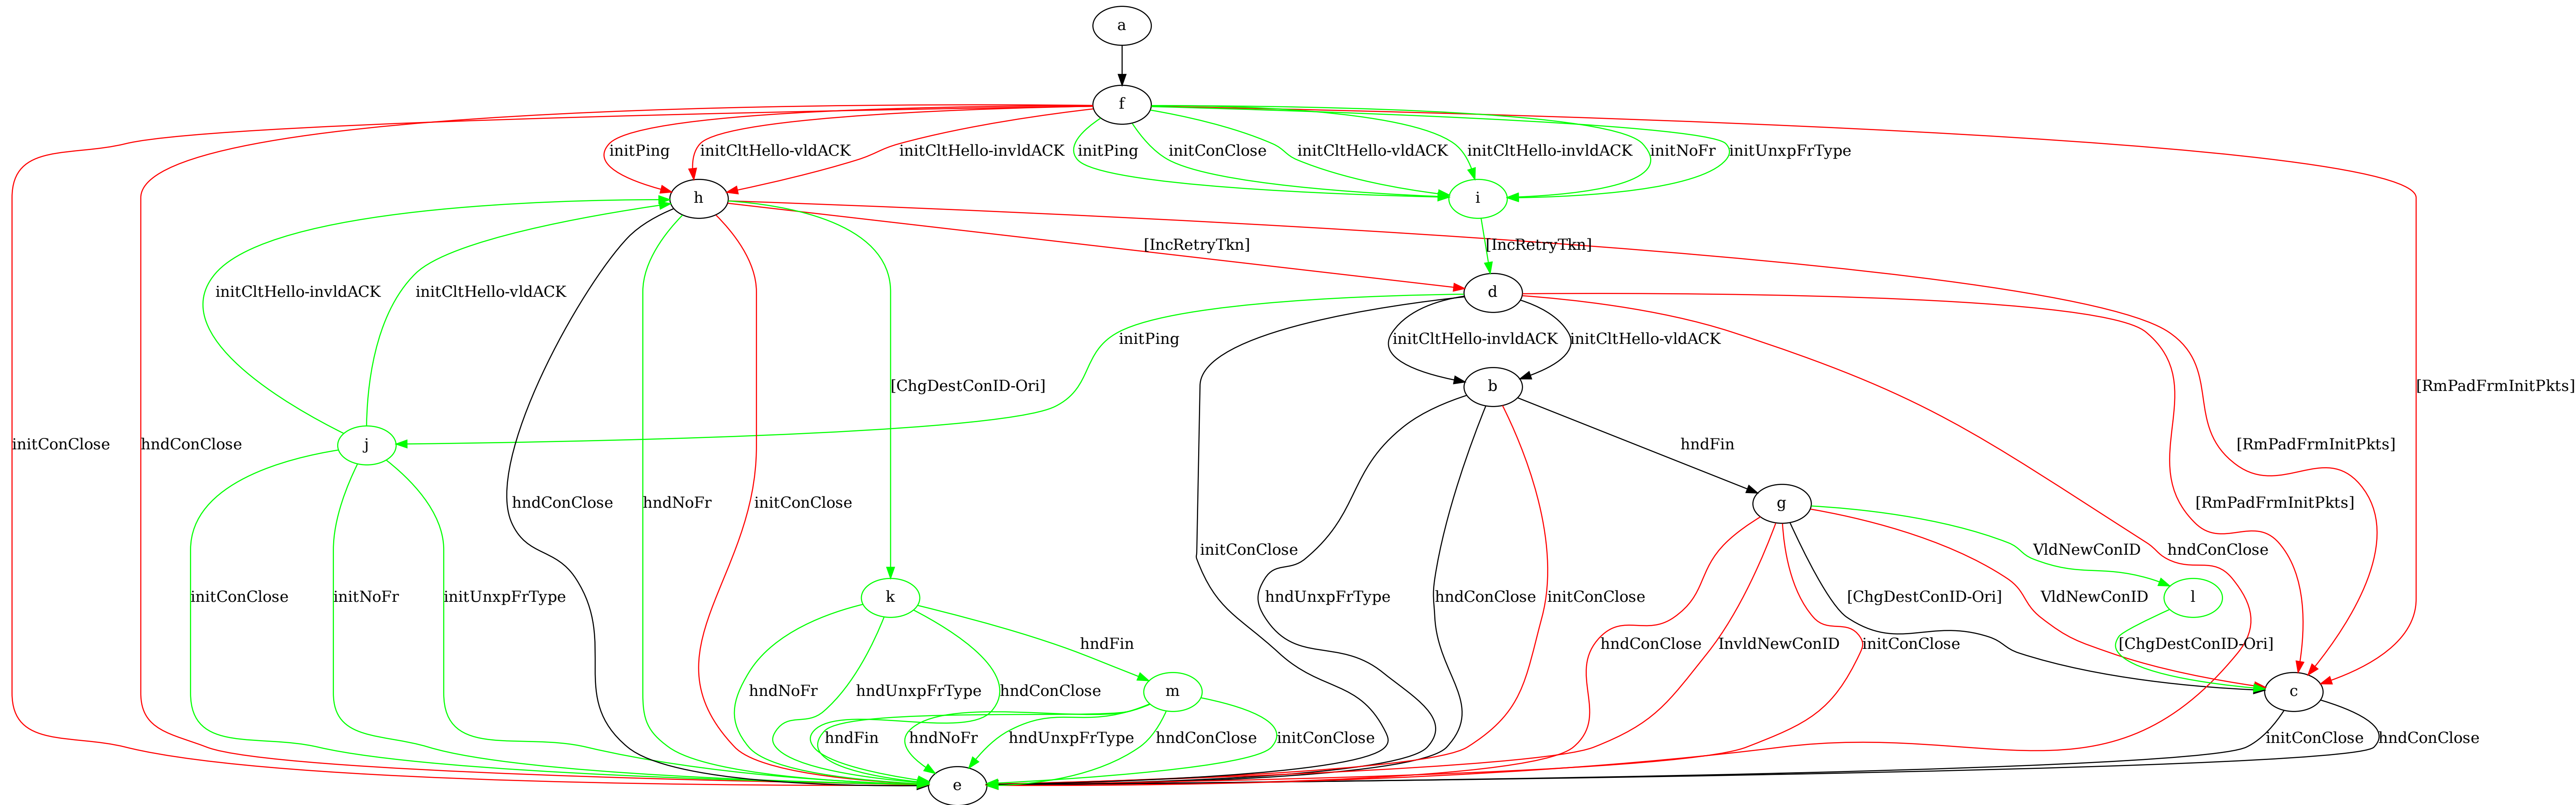 a
f
initPing
initCltHello-vldACK
initCltHello-invldACK
initPing
initConClose
initCltHello-vldACK
initCltHello-invldACK
initNoFr
initUnxpFrType
h
i
[IncRetryTkn]
[IncRetryTkn]
initCltHello-invldACK
initCltHello-vldACK
d
initPing
initCltHello-invldACK
initCltHello-vldACK
[ChgDestConID-Ori]
b
[RmPadFrmInitPkts]
initConClose
hndConClose
j
hndFin
[RmPadFrmInitPkts]
hndConClose
hndNoFr
initConClose
g
[RmPadFrmInitPkts]
initConClose
VldNewConID
hndConClose
initConClose
initNoFr
initUnxpFrType
k
hndUnxpFrType
hndConClose
initConClose
[ChgDestConID-Ori]
VldNewConID
l
hndFin
hndConClose
InvldNewConID
initConClose
[ChgDestConID-Ori]
hndNoFr
hndUnxpFrType
hndConClose
m
c
hndFin
hndNoFr
hndUnxpFrType
hndConClose
initConClose
initConClose
hndConClose
e